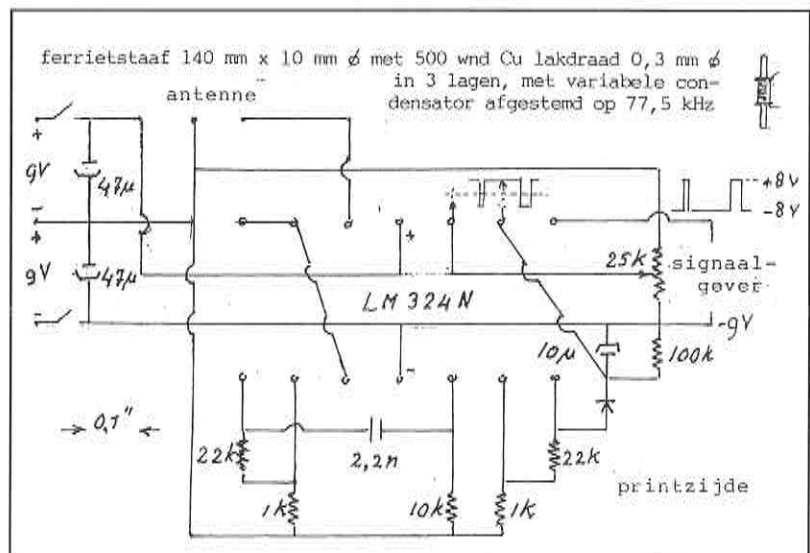 ferrietstaaf 140 mm x 10 mm ϕ met 500 wnd Cu lakdraad 0,3 mm ϕ
in 3 lagen, met variabele con-
densator afgestemd op 77,5 kHz
antenne
+
9V
47μ
-
+
9V
47μ
-
+8V
-8V
+
25k
signaal-
gever
LM 324N
-9V
10μ
100k
-
→ 0,1" ←
22k
2,2n
22k
1k
10k
1k
printzijde